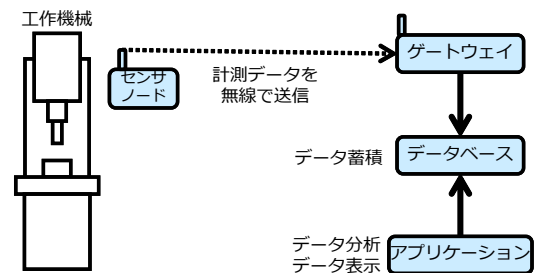 工作機械
センサ
ノード
計測データを
無線で送信
ゲートウェイ
データ蓄積
データベース
データ分析
データ表示
アプリケーション